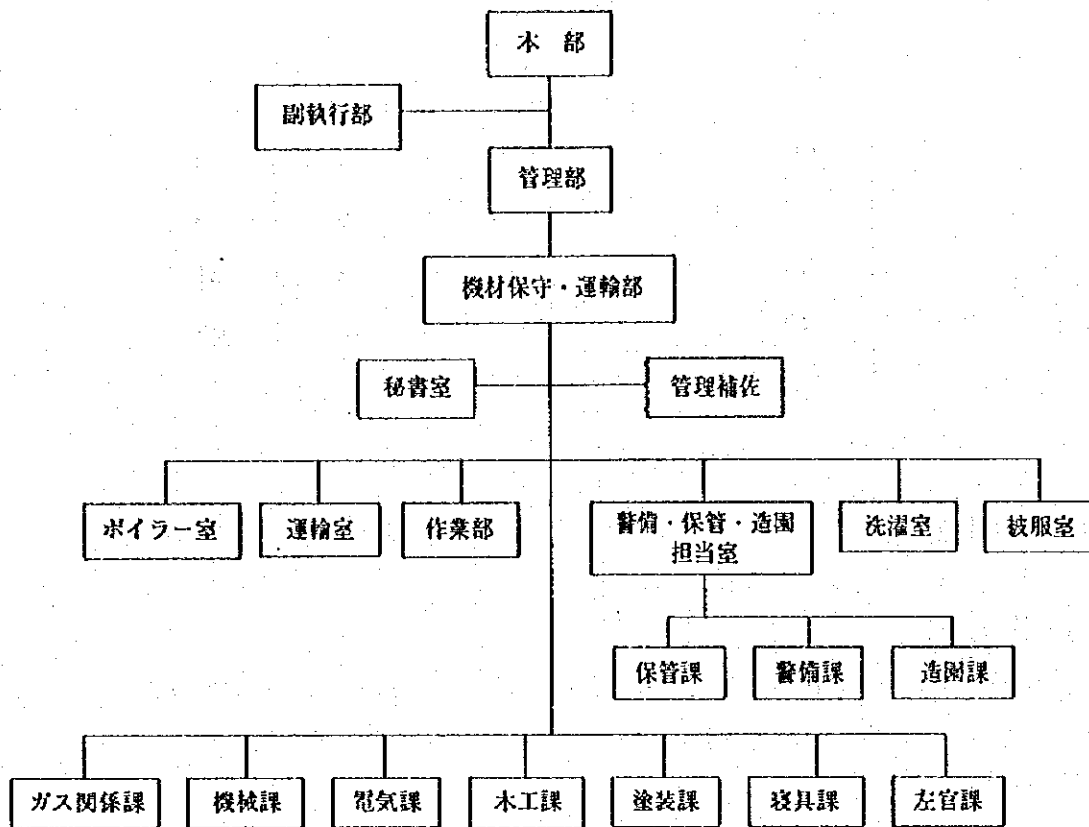 本 部
副執行部
管理部
機材保守・運輸部
秘書室
管理補佐
ボイラー室
運輸室
作業部
警備・保管・造園
担当室
洗濯室
被服室
保管課
警備課
造園課
ガス関係課
機械課
電気課
木工課
塗装課
寝具課
左官課